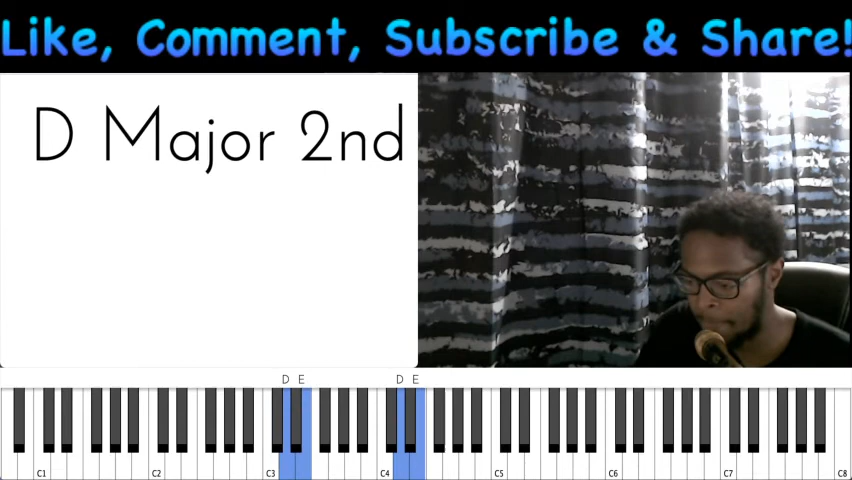 Like, Comment, Subscribe & Share!
D Major 2nd
D E D E
C1 C2 C3 C4 C5 C6 C7 C8